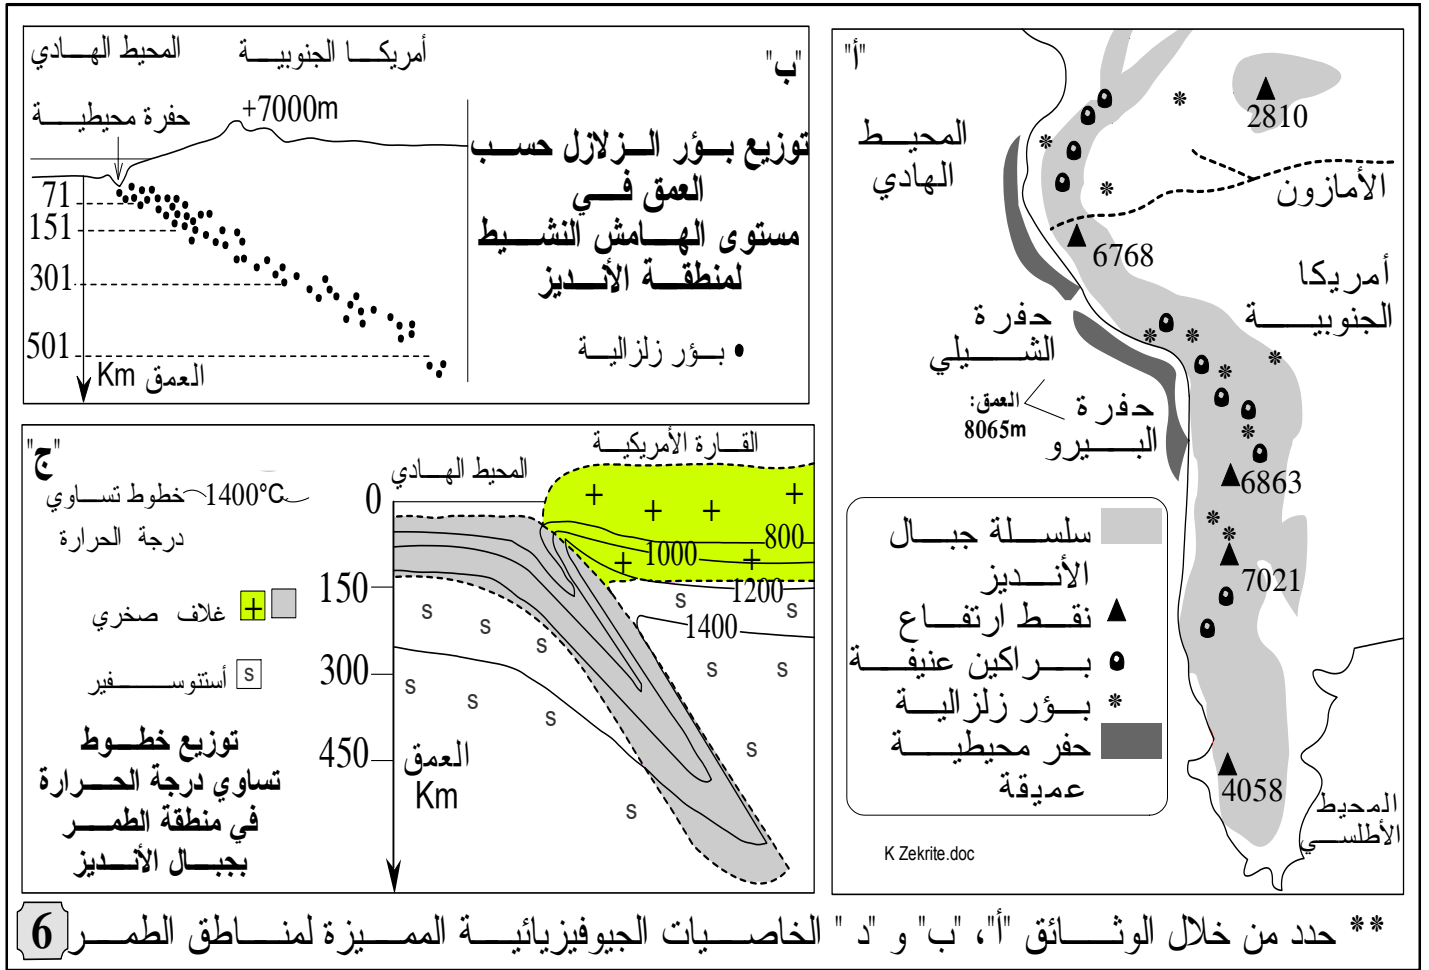 "أ"
2810
المحيط
الهادي
الأمازون
6768
أمريكا
الجنوبية
حفرة
الشيلي
حفرة
البيرو
العمق:
8065m
6863
7021
4058
سلسلة جبال
الأنديز
نقط ارتفاع
براكين عنيفة
بؤر زلزالية
حفر محيطية
عميقة
المحيط
الأطلسي
K Zekrite.doc
"ب"
المحيط الهادي
أمريكا الجنوبية
حفرة محيطية
+7000m
توزيع بؤر الزلازل حسب
العمق في
مستوى الهامش النشيط
لمنطقة الأنديز
بؤر زلزالية
71
151
301
501
العمق Km
"ج"
القارة الأمريكية
المحيط الهادي
1400°C خطوط تساوي
درجة الحرارة
+ غلاف صخري
s أستنوسفير
توزيع خطوط
تساوي درجة الحرارة
في منطقة الطمر
بجبال الأنديز
0
150
300
450
العمق
Km
+ + + + + +
800
1000
1200
1400
s s s s s s s s s s s s
** حدد من خلال الوثائق "أ"، "ب" و "د" الخاصيات الجيوفيزيائية المميزة لمناطق الطمر 6